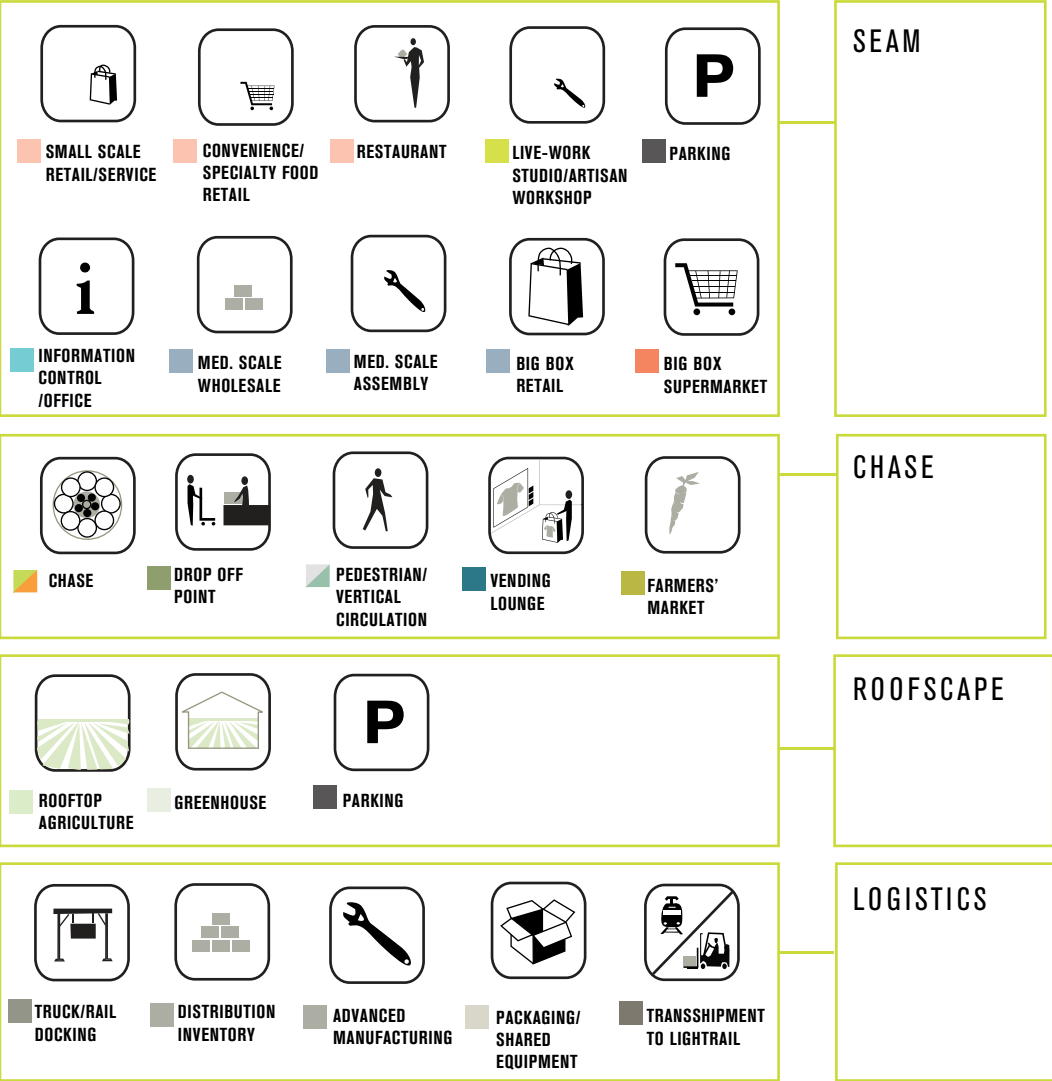 SEAM
P
SMALL SCALE
RETAIL/SERVICE
CONVENIENCE/
SPECIALTY FOOD
RETAIL
RESTAURANT
LIVE-WORK
STUDIO/ARTISAN
WORKSHOP
PARKING
i
INFORMATION
CONTROL
/OFFICE
MED. SCALE
WHOLESALE
MED. SCALE
ASSEMBLY
BIG BOX
RETAIL
BIG BOX
SUPERMARKET
CHASE
CHASE
DROP OFF
POINT
PEDESTRIAN/
VERTICAL
CIRCULATION
VENDING
LOUNGE
FARMERS'
MARKET
ROOFSCAPE
P
ROOFTOP
AGRICULTURE
GREENHOUSE
PARKING
LOGISTICS
TRUCK/RAIL
DOCKING
DISTRIBUTION
INVENTORY
ADVANCED
MANUFACTURING
PACKAGING/
SHARED
EQUIPMENT
TRANSSHIPMENT
TO LIGHTRAIL